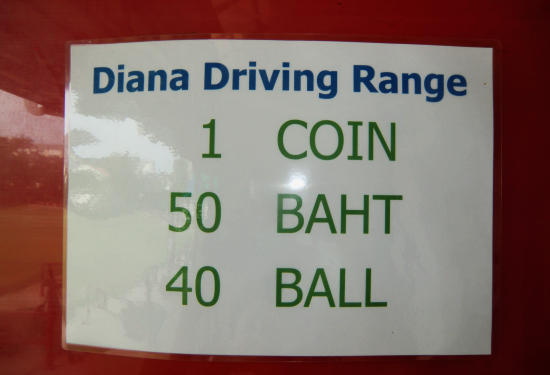 Diana Driving Range
1 COIN
50 BAHT
40 BALL